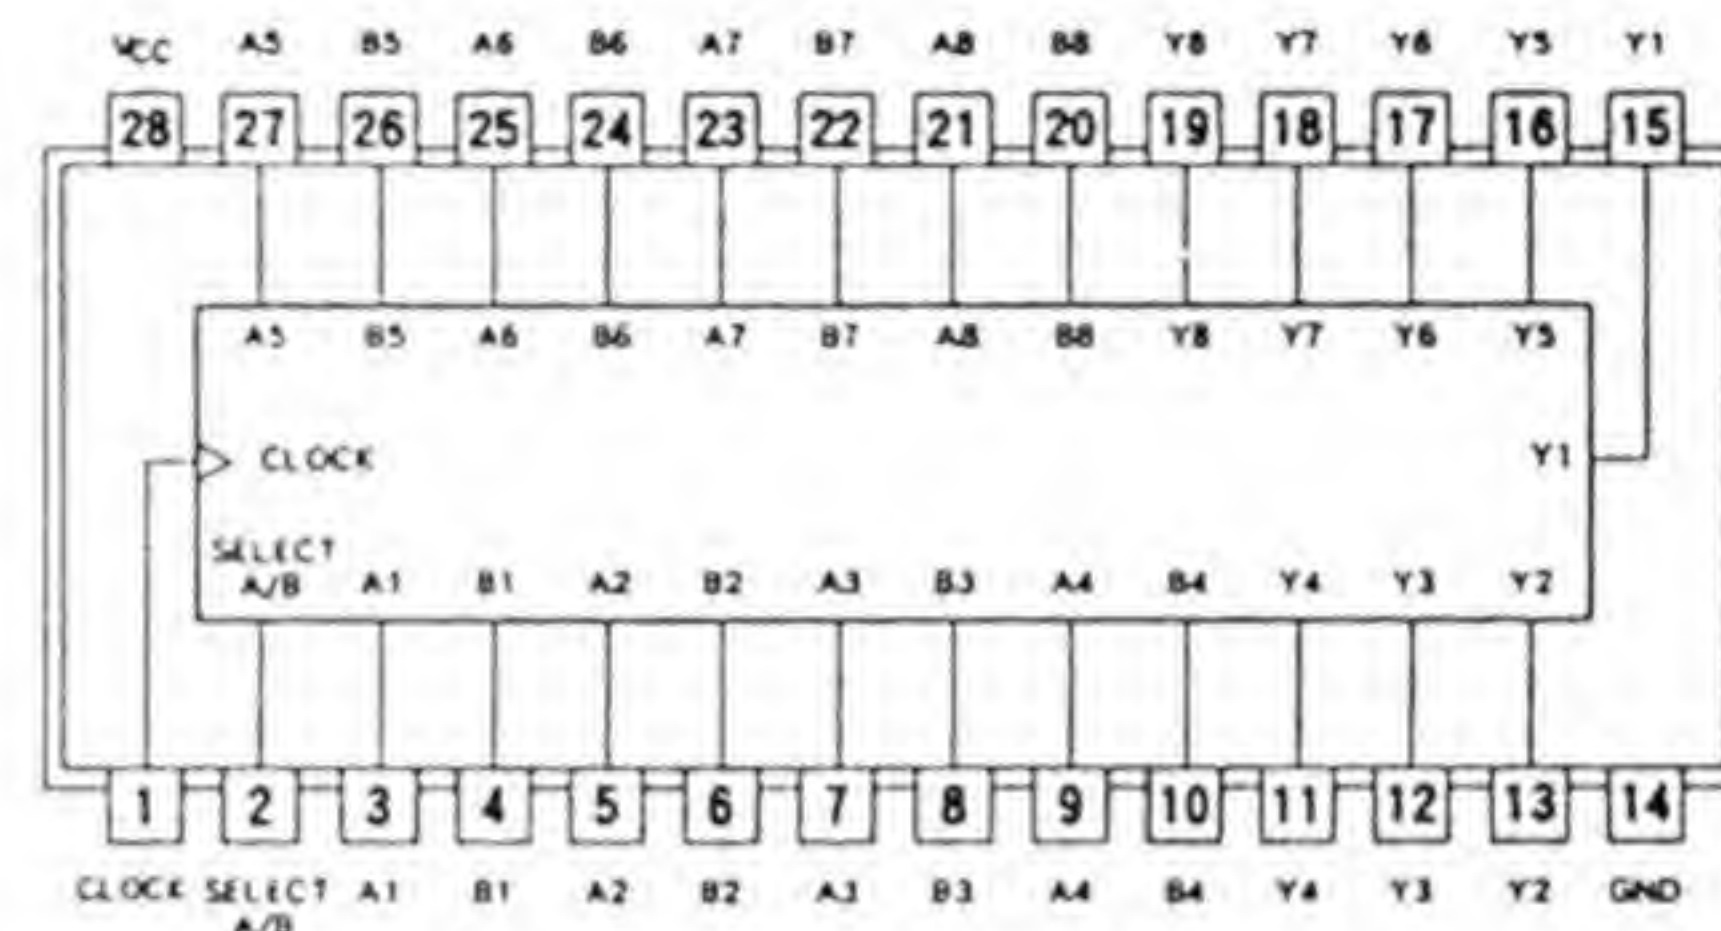 VCC A5 B5 A6 B6 A7 B7 A8 B8 Y8 Y7 Y6 Y5 Y1
28 27 26 25 24 23 22 21 20 19 18 17 16 15
A5 B5 A6 B6 A7 B7 A8 B8 Y8 Y7 Y6 Y5
CLOCK Y1
SELECT
A/B A1 B1 A2 B2 A3 B3 A4 B4 Y4 Y3 Y2
1 2 3 4 5 6 7 8 9 10 11 12 13 14
CLOCK SELECT A1 B1 A2 B2 A3 B3 A4 B4 Y4 Y3 Y2 GND
A/B